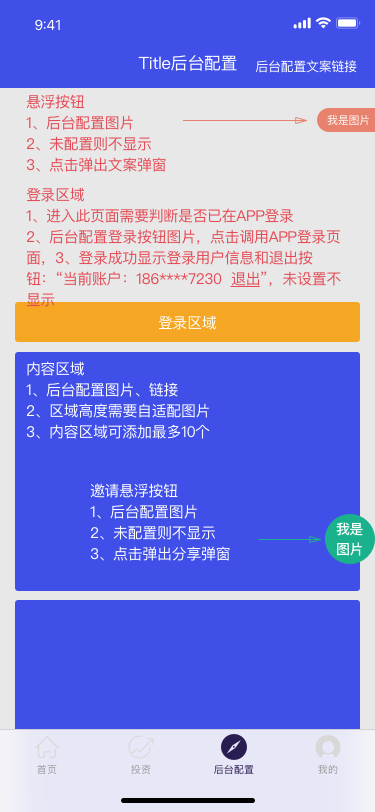 9:41
Title后台配置
后台配置文案链接
悬浮按钮
1、后台配置图片
2、未配置则不显示
3、点击弹出文案弹窗
我是图片
登录区域
1、进入此页面需要判断是否已在APP登录
2、后台配置登录按钮图片，点击调用APP登录页
面，3、登录成功显示登录用户信息和退出按
钮：“当前账户：186****7230 退出”，未设置不
显示
登录区域
内容区域
1、后台配置图片、链接
2、区域高度需要自适配图片
3、内容区域可添加最多10个
邀请悬浮按钮
1、后台配置图片
2、未配置则不显示
3、点击弹出分享弹窗
我是
图片
首页
投资
后台配置
我的